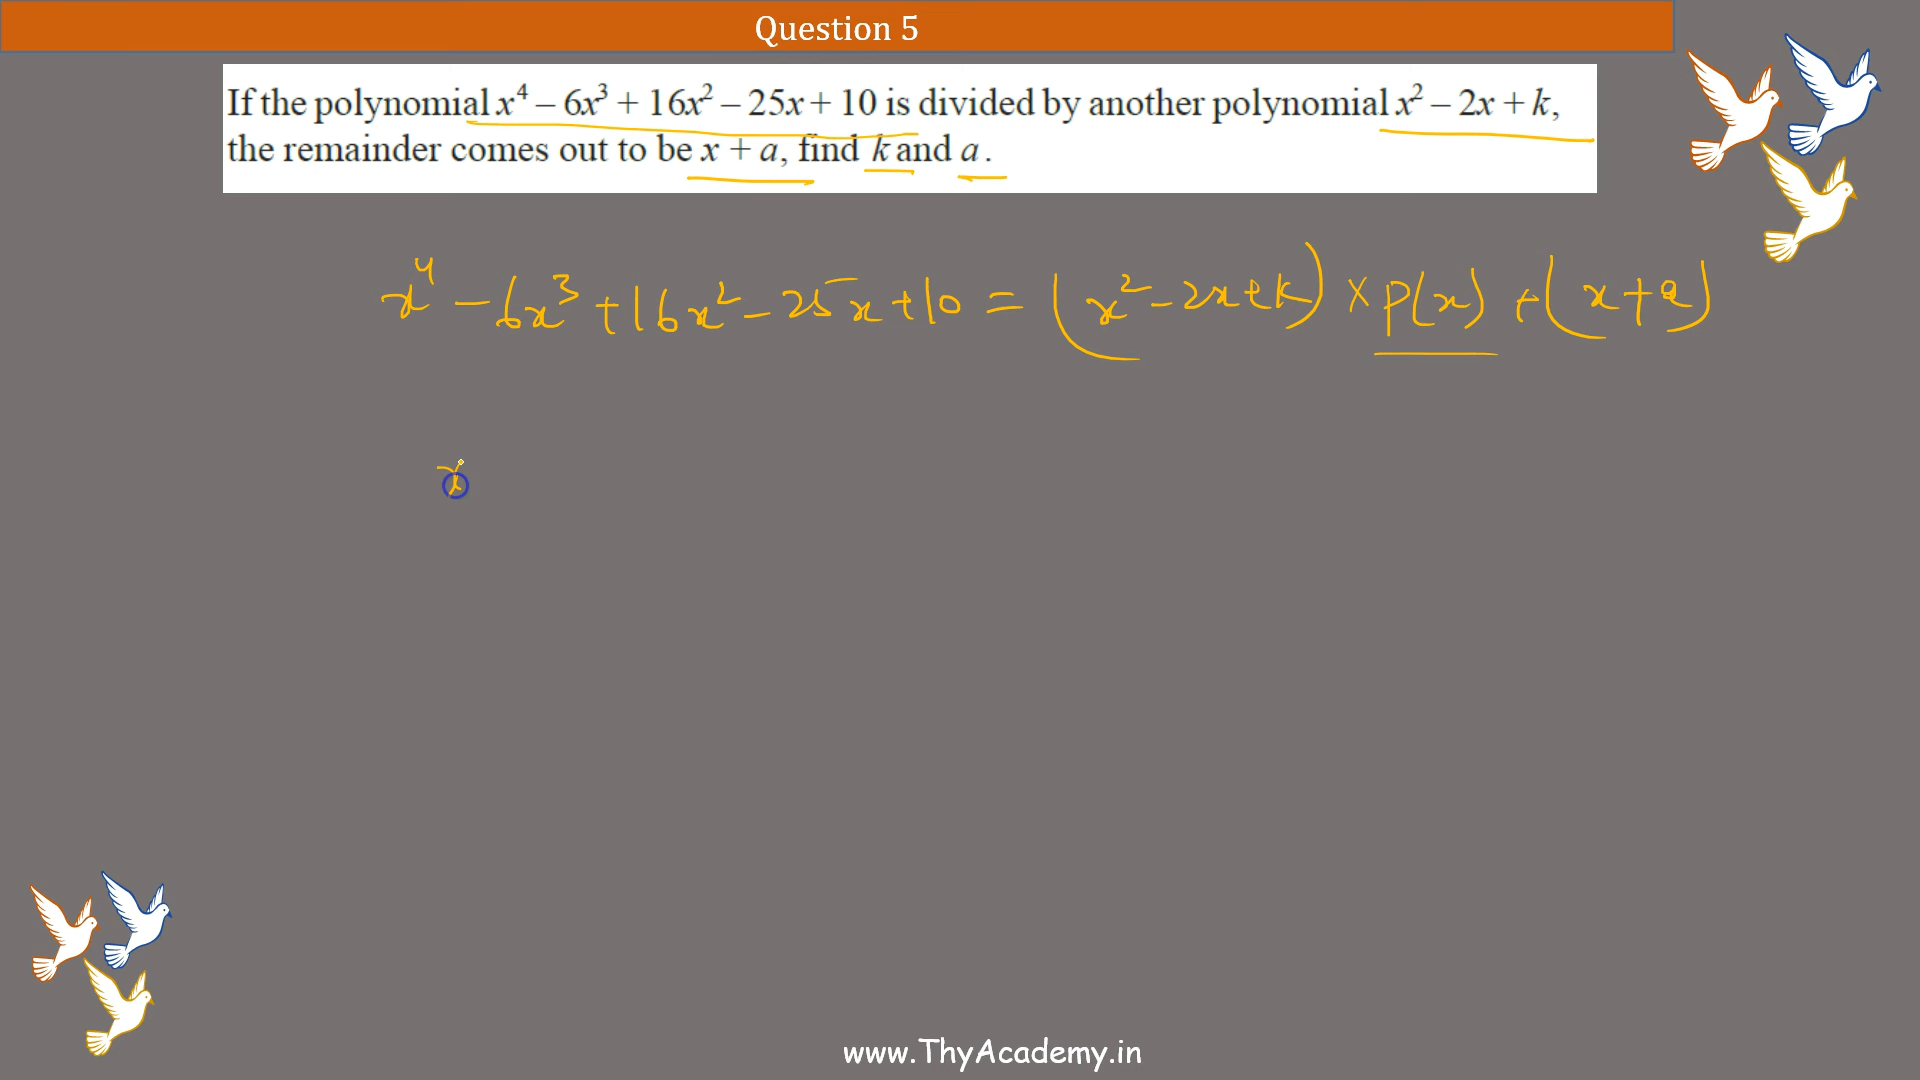 Question 5
If the polynomial x⁴ – 6x³ + 16x² – 25x + 10 is divided by another polynomial x² – 2x + k,
the remainder comes out to be x + a, find k and a.
x⁴ - 6x³ + 16x² - 25x + 10 = (x² - 2x + k) × P(x) + (x + a)
x
www.ThyAcademy.in